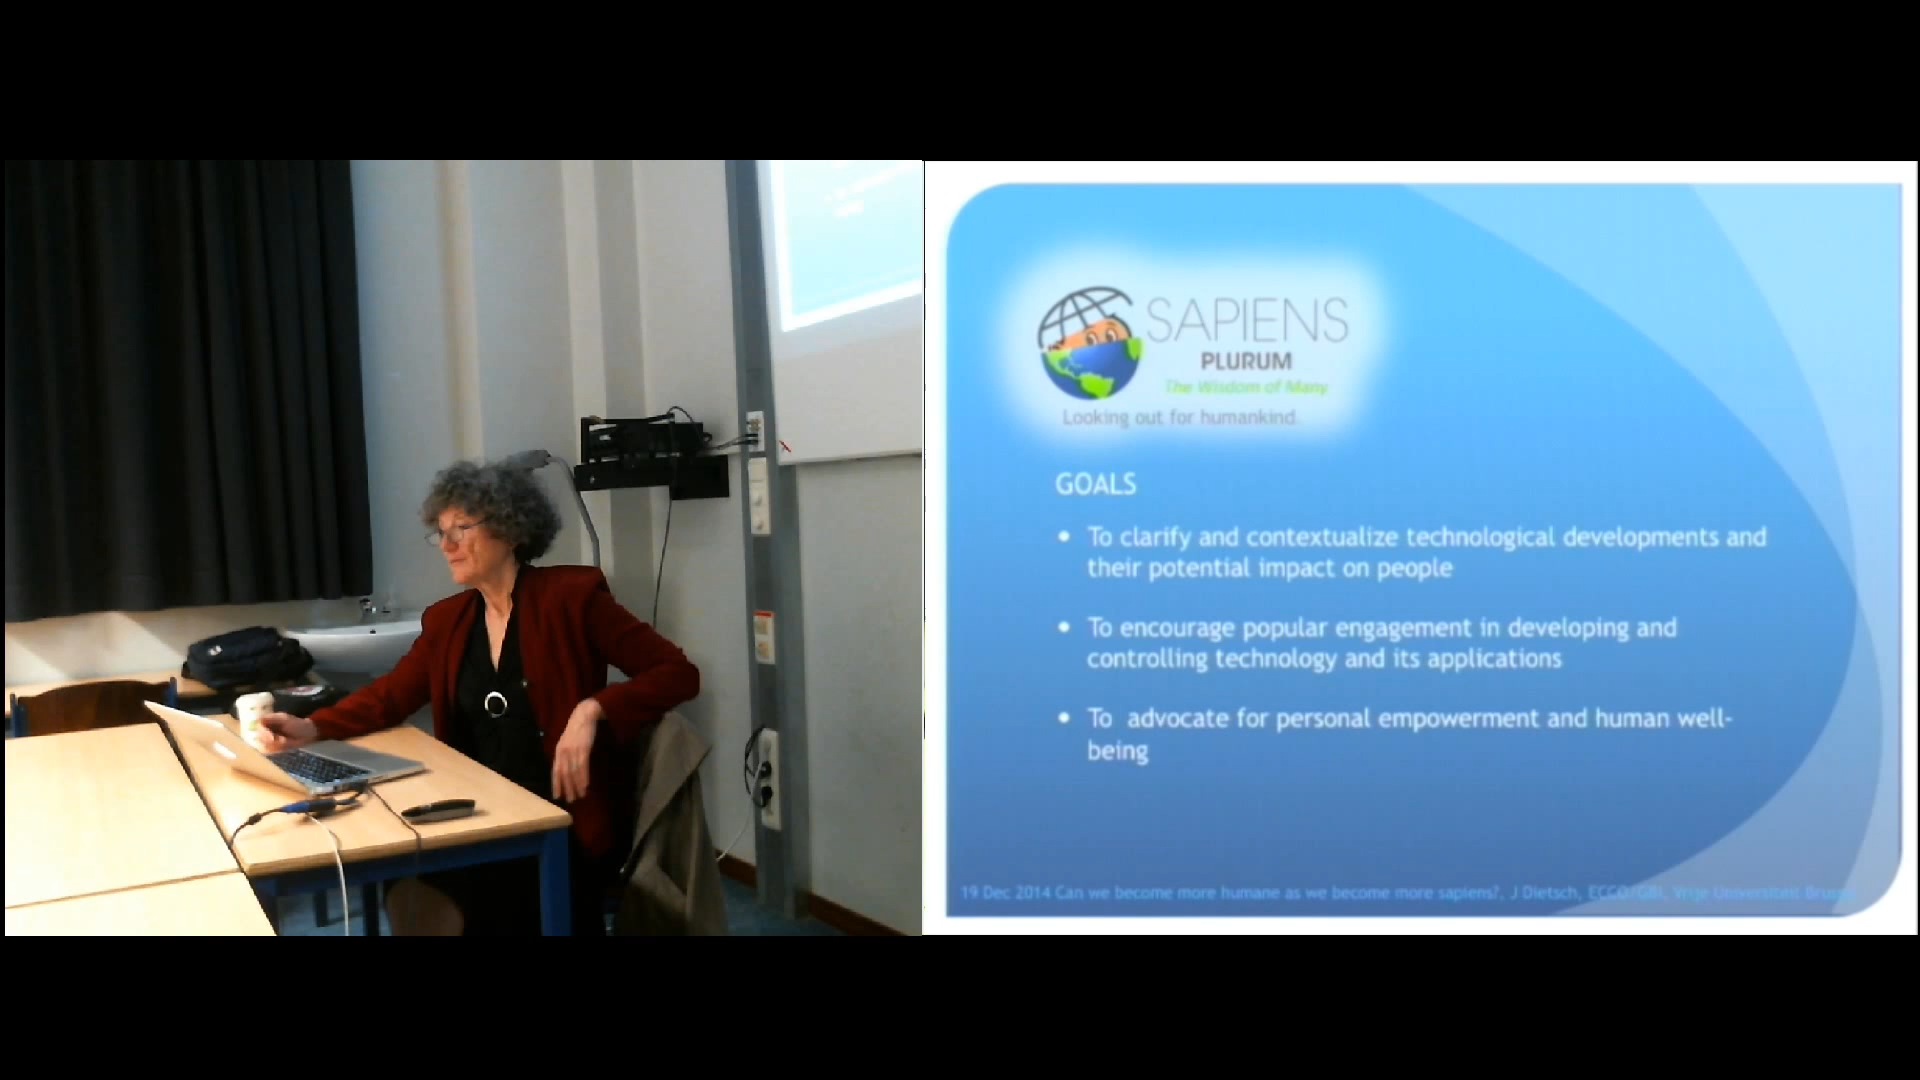 SAPIENS
PLURUM
The Wisdom of Many
Looking out for humankind.
GOALS
• To clarify and contextualize technological developments and
their potential impact on people
• To encourage popular engagement in developing and
controlling technology and its applications
• To advocate for personal empowerment and human well-
being
19 Dec 2014 Can we become more humane as we become more sapiens?, J Dietsch, ECCO/GBI, Vrije Universiteit